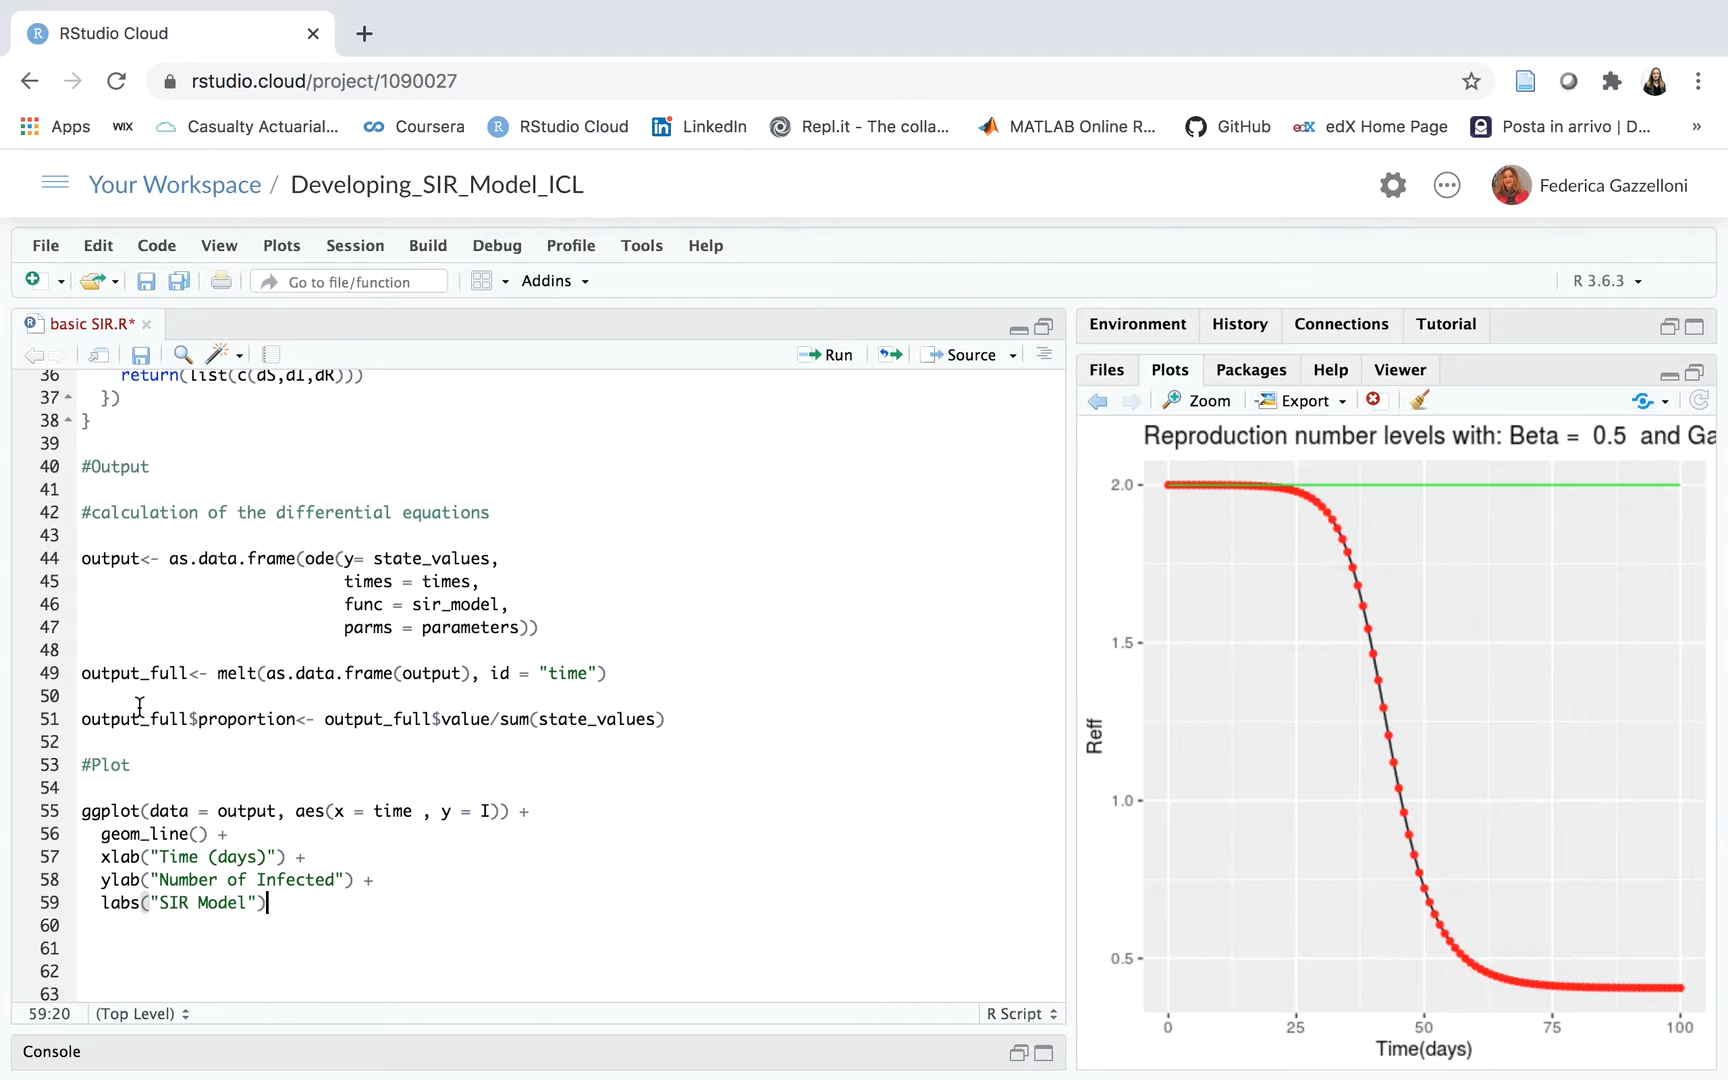 RStudio Cloud
rstudio.cloud/project/1090027
Apps WIX Casualty Actuarial... Coursera RStudio Cloud LinkedIn Repl.it - The colla... MATLAB Online R... GitHub edX edX Home Page Posta in arrivo | D... »
Your Workspace / Developing_SIR_Model_ICL
Federica Gazzelloni
File Edit Code View Plots Session Build Debug Profile Tools Help
Go to file/function Addins R 3.6.3
basic SIR.R*
Run Source
36 return(list(c(dS,dI,dR)))
37 })
38 }
39
40 #Output
41
42 #calculation of the differential equations
43
44 output<- as.data.frame(ode(y= state_values,
45 times = times,
46 func = sir_model,
47 parms = parameters))
48
49 output_full<- melt(as.data.frame(output), id = "time")
50
51 output_full$proportion<- output_full$value/sum(state_values)
52
53 #Plot
54
55 ggplot(data = output, aes(x = time , y = I)) +
56 geom_line() +
57 xlab("Time (days)") +
58 ylab("Number of Infected") +
59 labs("SIR Model")
60
61
62
63
59:20 (Top Level) R Script
Console
Environment History Connections Tutorial
Files Plots Packages Help Viewer
Zoom Export
Reproduction number levels with: Beta = 0.5 and Ga
2.0
1.5
1.0
0.5
Reff
0 25 50 75 100
Time(days)